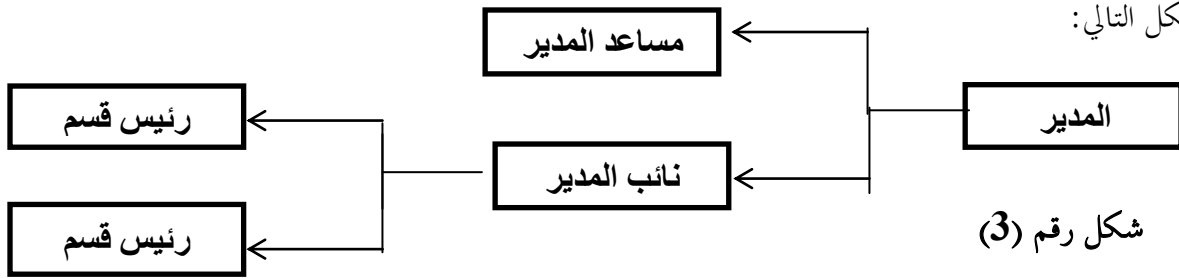 كل التالي:
مساعد المدير
المدير
رئيس قسم
نائب المدير
رئيس قسم
شكل رقم (3)